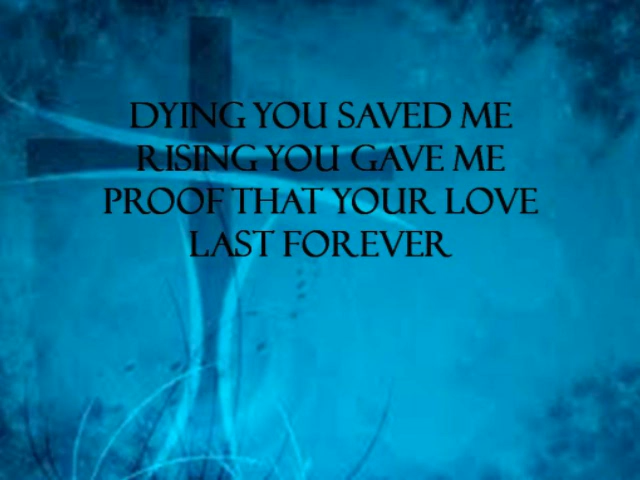 DYING YOU SAVED ME
RISING YOU GAVE ME
PROOF THAT YOUR LOVE
LAST FOREVER